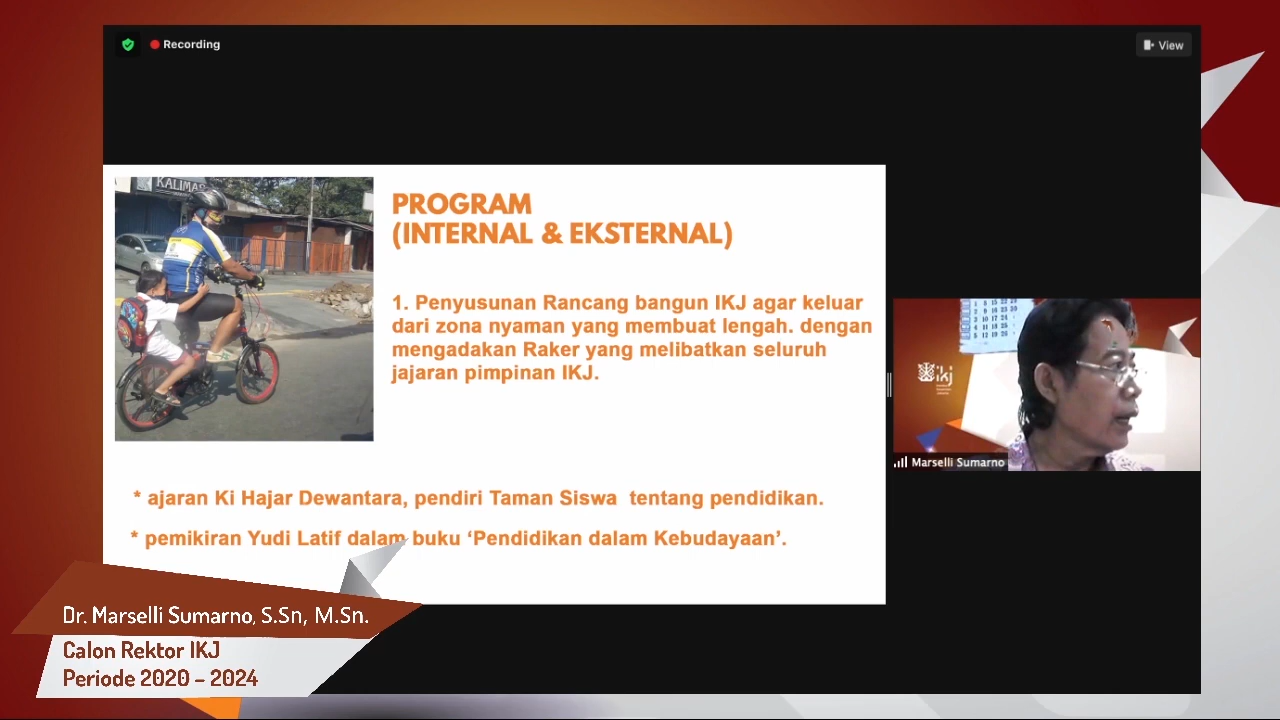 Recording
View
KALIMAS
PROGRAM
(INTERNAL & EKSTERNAL)
1. Penyusunan Rancang bangun IKJ agar keluar
dari zona nyaman yang membuat lengah. dengan
mengadakan Raker yang melibatkan seluruh
jajaran pimpinan IKJ.
* ajaran Ki Hajar Dewantara, pendiri Taman Siswa  tentang pendidikan.
* pemikiran Yudi Latif dalam buku ‘Pendidikan dalam Kebudayaan’.
ikj
Marselli Sumarno
Dr. Marselli Sumarno, S.Sn, M.Sn.
Calon Rektor IKJ
Periode 2020 – 2024